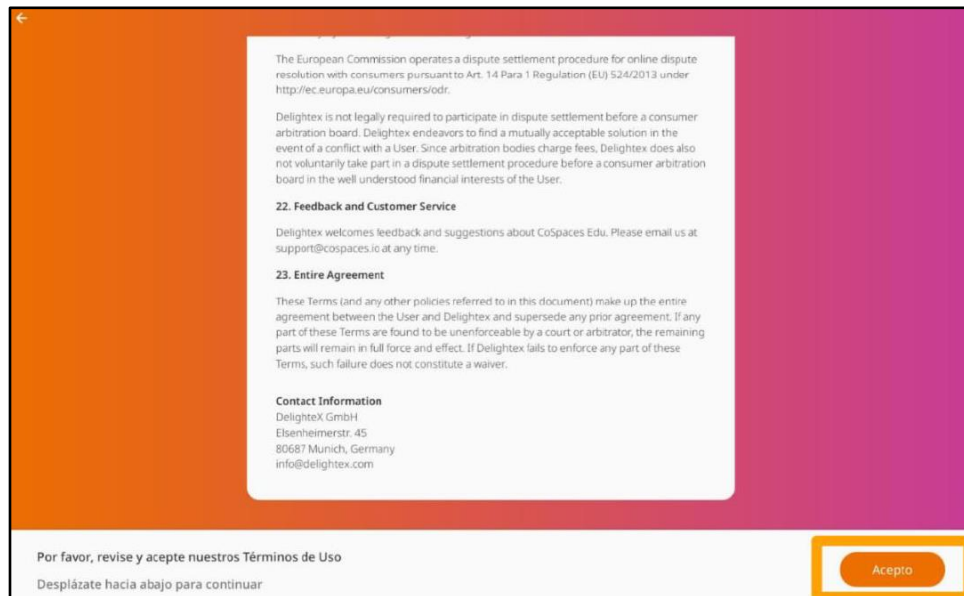 The European Commission operates a dispute settlement procedure for online dispute
resolution with consumers pursuant to Art. 14 Para 1 Regulation (EU) 524/2013 under
http://ec.europa.eu/consumers/odr.
Delightex is not legally required to participate in dispute settlement before a consumer
arbitration board. Delightex endeavors to find a mutually acceptable solution in the
event of a conflict with a User. Since arbitration bodies charge fees, Delightex does also
not voluntarily take part in a dispute settlement procedure before a consumer arbitration
board in the well understood financial interests of the User.
22. Feedback and Customer Service
Delightex welcomes feedback and suggestions about CoSpaces Edu. Please email us at
support@cospaces.io at any time.
23. Entire Agreement
These Terms (and any other policies referred to in this document) make up the entire
agreement between the User and Delightex and supersede any prior agreement. If any
part of these Terms are found to be unenforceable by a court or arbitrator, the remaining
parts will remain in full force and effect. If Delightex fails to enforce any part of these
Terms, such failure does not constitute a waiver.
Contact Information
DelighteX GmbH
Elsenheimerstr. 45
80687 Munich, Germany
info@delightex.com
Por favor, revise y acepte nuestros Términos de Uso
Desplázate hacia abajo para continuar
Acepto